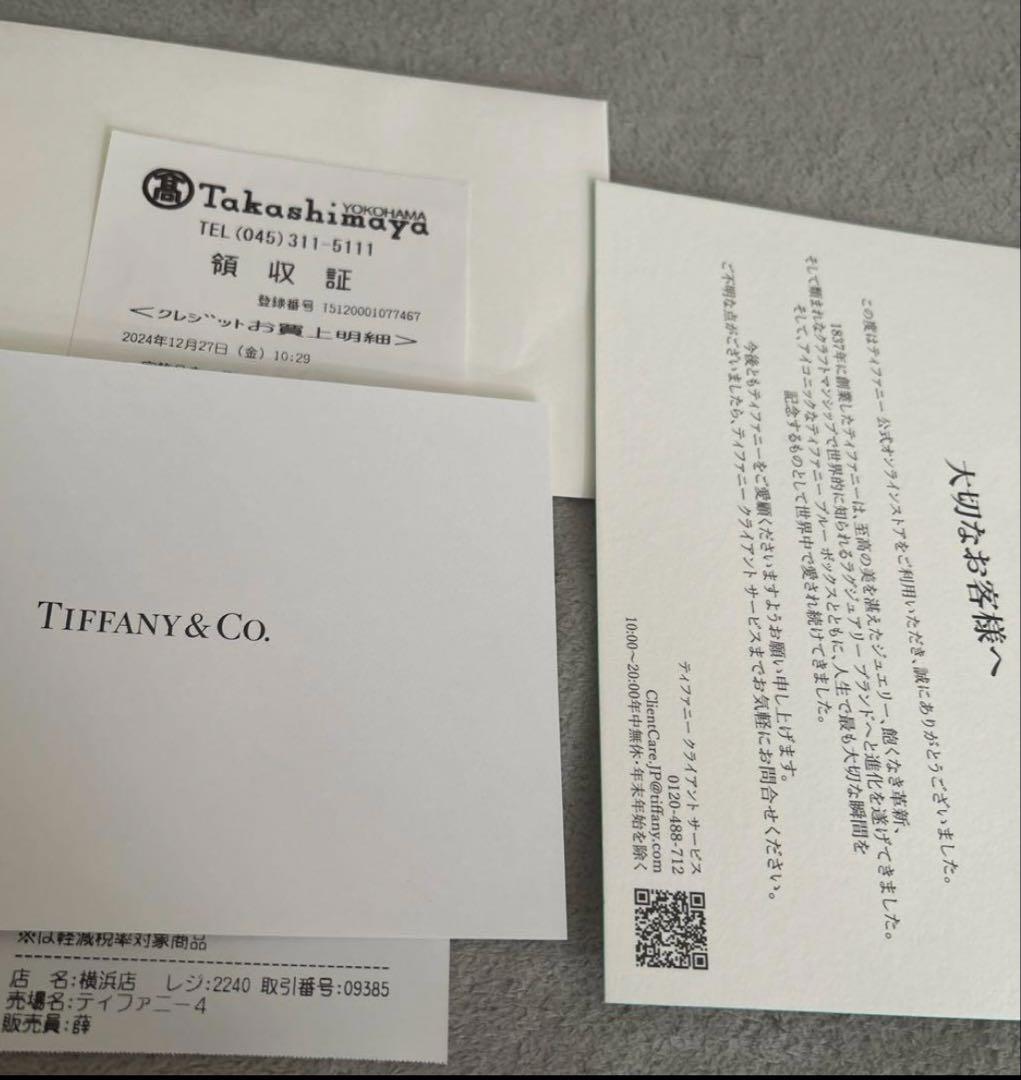 髙 Takashimaya
YOKOHAMA
TEL(045)311-5111
領収証
登録番号 T5120001077467
<クレジットお買上明細>
2024年12月27日(金)10:29
TIFFANY & CO.
※は軽減税率対象商品
店 名:横浜店 レジ:2240 取引番号:09385
売場名:ティファニー4
販売員:薛
大切なお客様へ
この度はティファニー公式オンラインストアをご利用いただき、誠にありがとうございました。
1837年に創業したティファニーは、至高の美を湛えたジュエリー、飽くなき革新、
そして類まれなクラフトマンシップで世界的に知られるラグジュアリー ブランドへと進化を遂げてきました。
そして、アイコニックなティファニー ブルー ボックスとともに、人生で最も大切な瞬間を
記念するものとして世界中で愛され続けてきました。
今後ともティファニーをご愛顧くださいますようお願い申し上げます。
ご不明な点がございましたら、ティファニー クライアント サービスまでお気軽にお問合せください。
ティファニー クライアント サービス
0120-488-712
ClientCare.JP@tiffany.com
10:00〜20:00年中無休・年末年始を除く